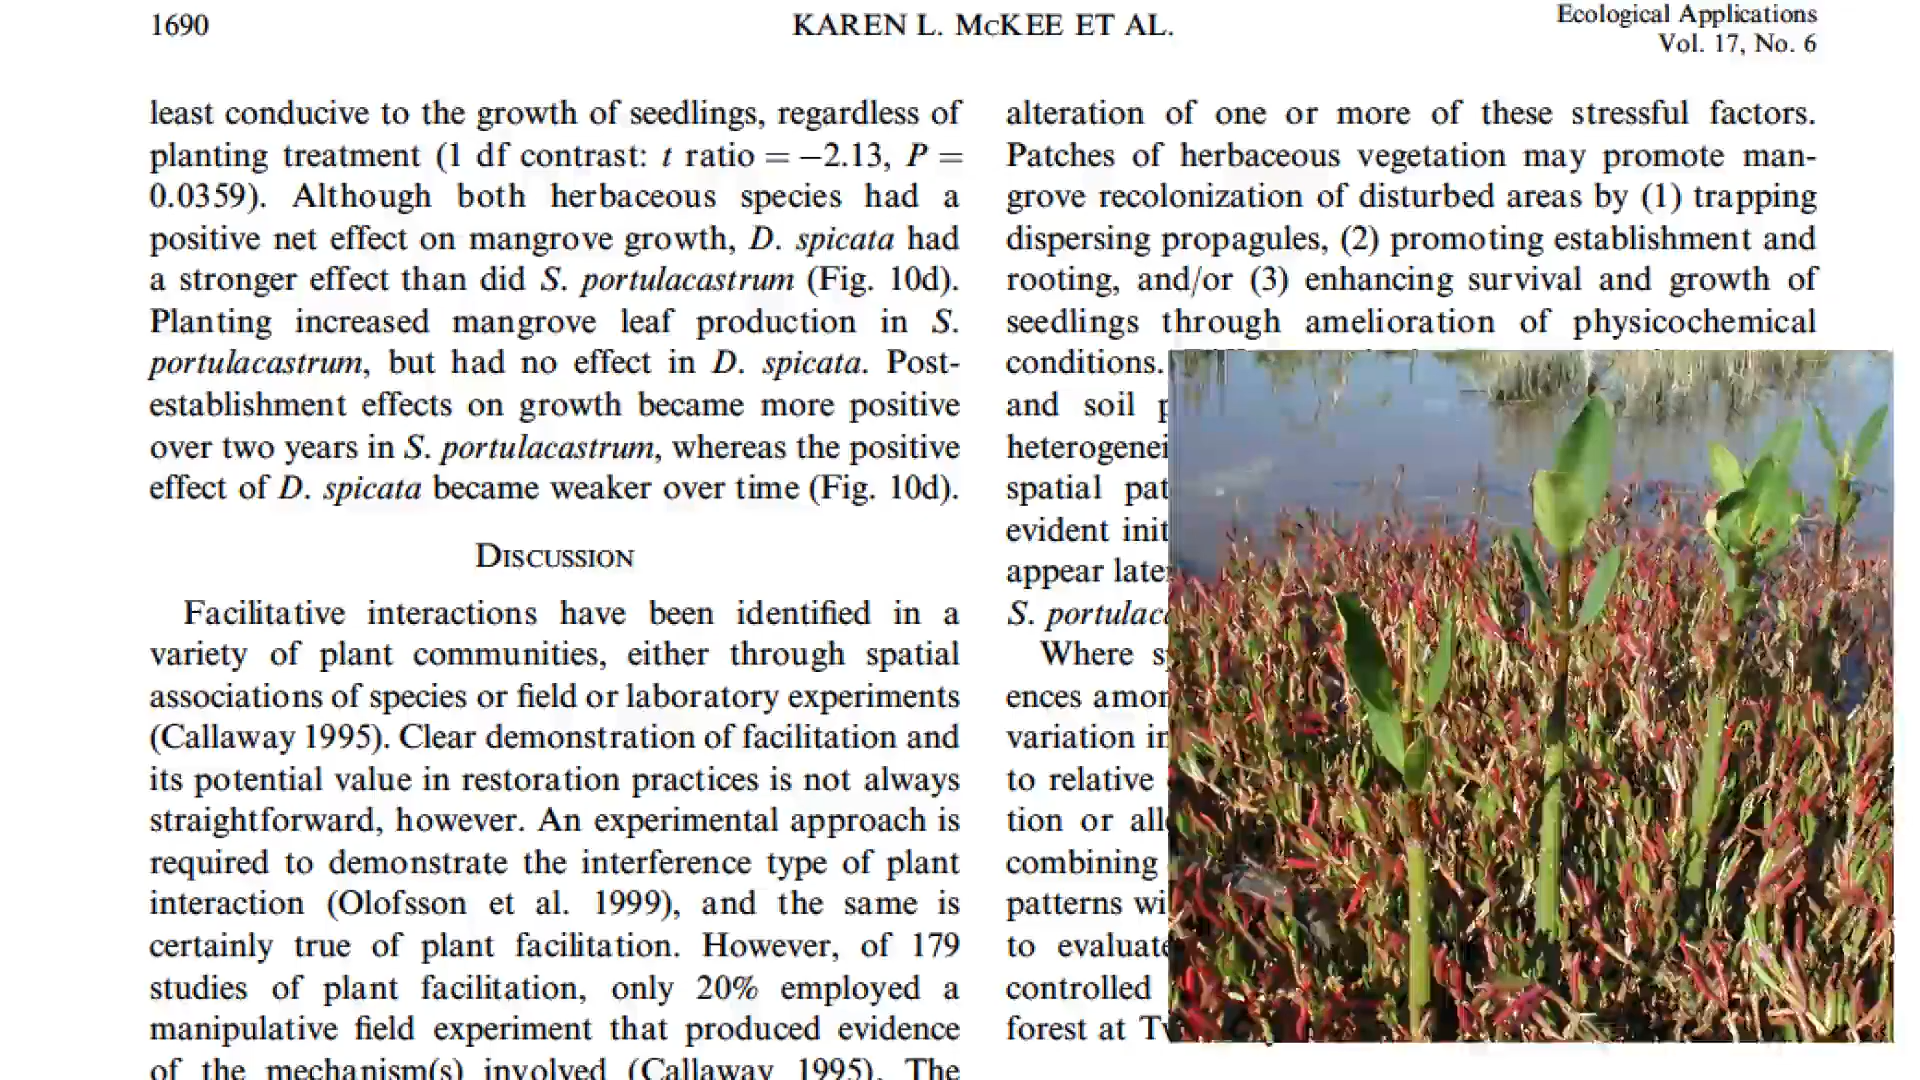 1690
KAREN L. McKEE ET AL.
Ecological Applications
Vol. 17, No. 6
least conducive to the growth of seedlings, regardless of
planting treatment (1 df contrast: t ratio = −2.13, P =
0.0359). Although both herbaceous species had a
positive net effect on mangrove growth, D. spicata had
a stronger effect than did S. portulacastrum (Fig. 10d).
Planting increased mangrove leaf production in S.
portulacastrum, but had no effect in D. spicata. Post-
establishment effects on growth became more positive
over two years in S. portulacastrum, whereas the positive
effect of D. spicata became weaker over time (Fig. 10d).
DISCUSSION
Facilitative interactions have been identified in a
variety of plant communities, either through spatial
associations of species or field or laboratory experiments
(Callaway 1995). Clear demonstration of facilitation and
its potential value in restoration practices is not always
straightforward, however. An experimental approach is
required to demonstrate the interference type of plant
interaction (Olofsson et al. 1999), and the same is
certainly true of plant facilitation. However, of 179
studies of plant facilitation, only 20% employed a
manipulative field experiment that produced evidence
of the mechanism(s) involved (Callaway 1995). The
alteration of one or more of these stressful factors.
Patches of herbaceous vegetation may promote man-
grove recolonization of disturbed areas by (1) trapping
dispersing propagules, (2) promoting establishment and
rooting, and/or (3) enhancing survival and growth of
seedlings through amelioration of physicochemical
conditions.
and soil
heterogenei
spatial pat
evident init
appear late
S. portulac
Where
ences amon
variation in
to relative
tion or all
combining
patterns wi
to evaluate
controlled
forest at Tw